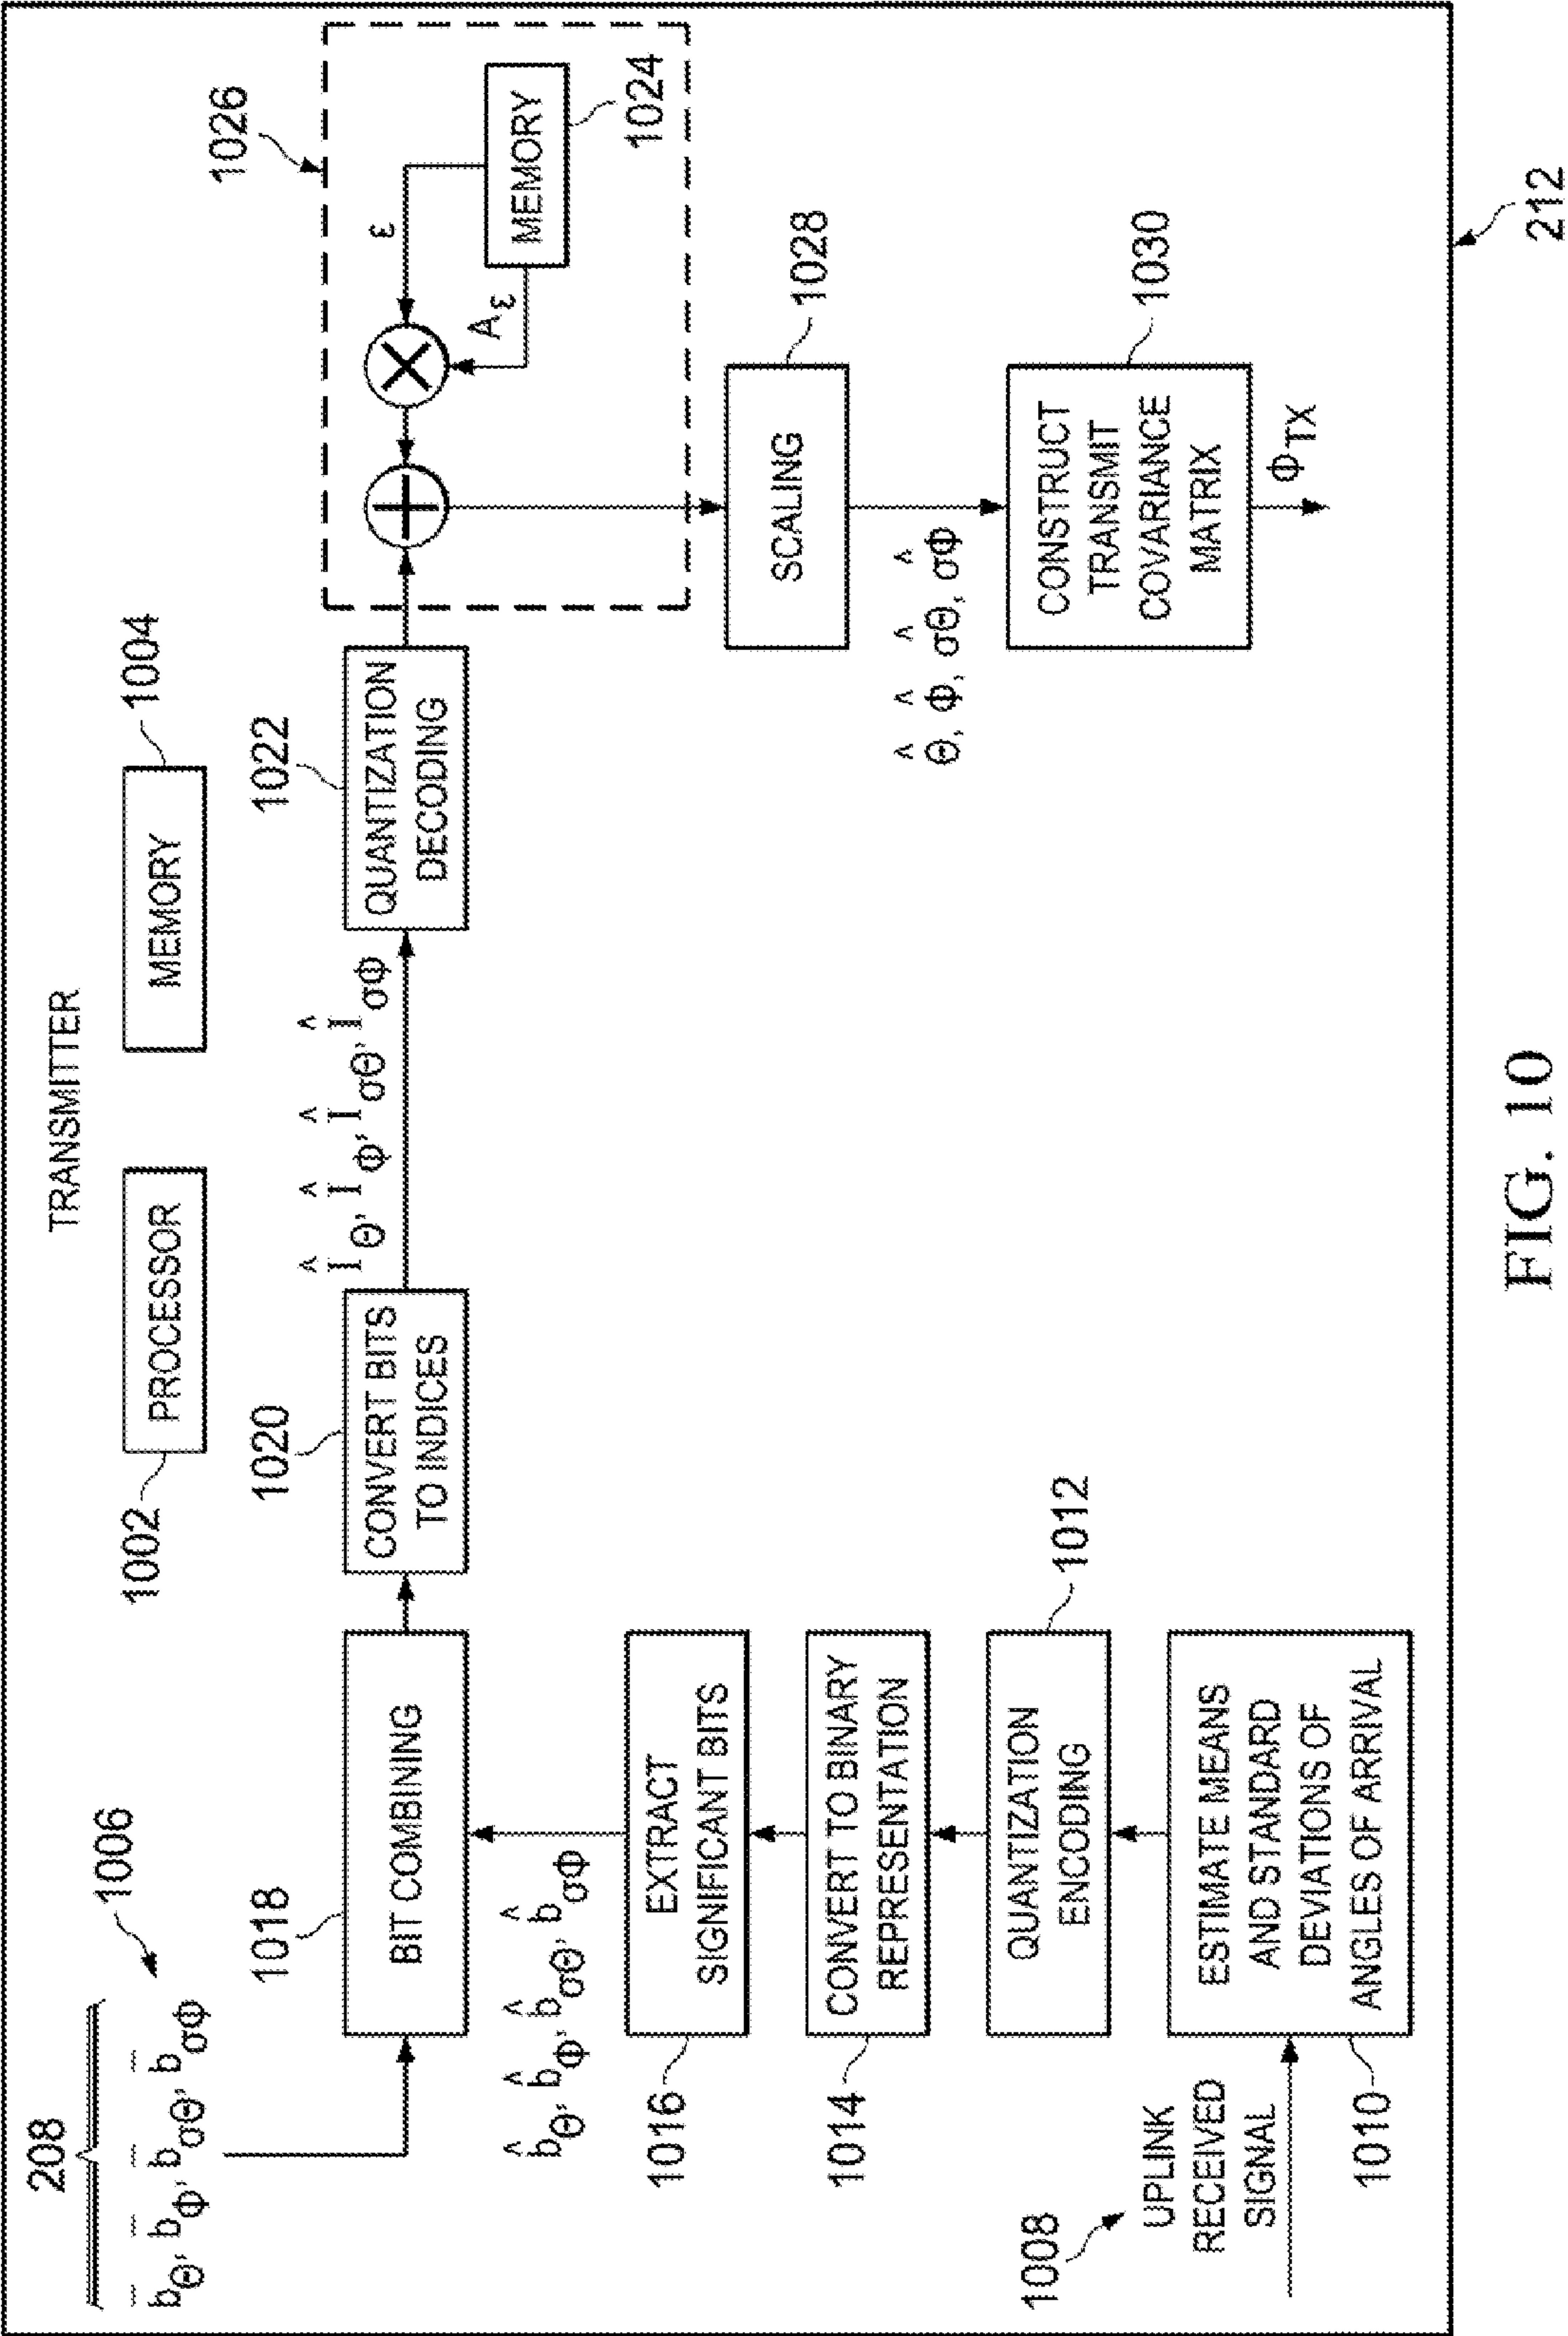 TRANSMITTER
1002
PROCESSOR
MEMORY
1004
208
1006
b̄Θ, b̄Φ, b̄σΘ, b̄σΦ
1018
BIT COMBINING
1020
CONVERT BITS
TO INDICES
ÎΘ, ÎΦ, ÎσΘ, ÎσΦ
1022
QUANTIZATION
DECODING
1026
ε
Aε
MEMORY
1024
b̂Θ, b̂Φ, b̂σΘ, b̂σΦ
1016
EXTRACT
SIGNIFICANT BITS
1014
CONVERT TO BINARY
REPRESENTATION
QUANTIZATION
ENCODING
1012
1008
UPLINK
RECEIVED
SIGNAL
1010
ESTIMATE MEANS
AND STANDARD
DEVIATIONS OF
ANGLES OF ARRIVAL
SCALING
1028
Θ̂, Φ̂, σ̂Θ, σ̂Φ
CONSTRUCT
TRANSMIT
COVARIANCE
MATRIX
1030
ΦTX
212
FIG. 10